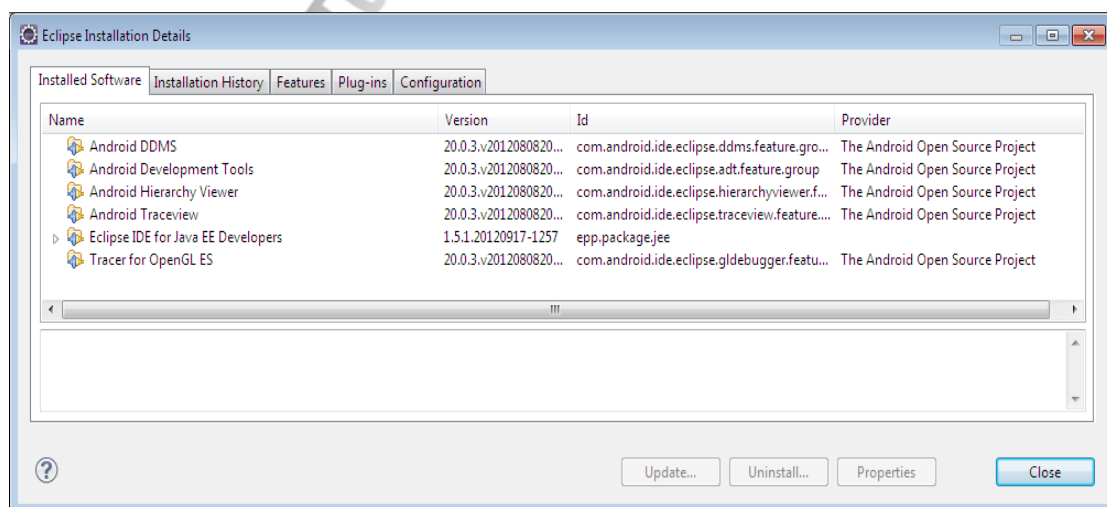 Eclipse Installation Details
Installed Software Installation History Features Plug-ins Configuration
Name Version Id Provider
Android DDMS 20.0.3.v2012080820... com.android.ide.eclipse.ddms.feature.gro... The Android Open Source Project
Android Development Tools 20.0.3.v2012080820... com.android.ide.eclipse.adt.feature.group The Android Open Source Project
Android Hierarchy Viewer 20.0.3.v2012080820... com.android.ide.eclipse.hierarchyviewer.f... The Android Open Source Project
Android Traceview 20.0.3.v2012080820... com.android.ide.eclipse.traceview.feature.... The Android Open Source Project
Eclipse IDE for Java EE Developers 1.5.1.20120917-1257 epp.package.jee
Tracer for OpenGL ES 20.0.3.v2012080820... com.android.ide.eclipse.gldebugger.featu... The Android Open Source Project
Update... Uninstall... Properties Close